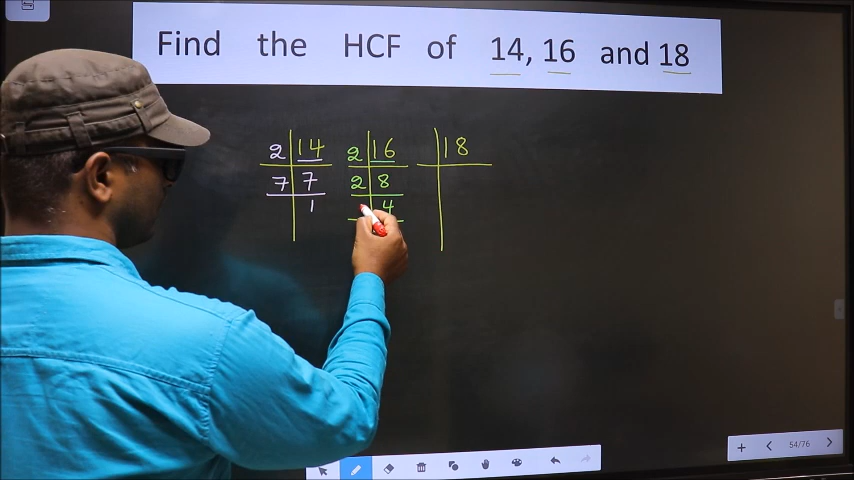 Find the HCF of 14, 16 and 18
2 14 2 16 18
7 7 2 8
1 4
54/76